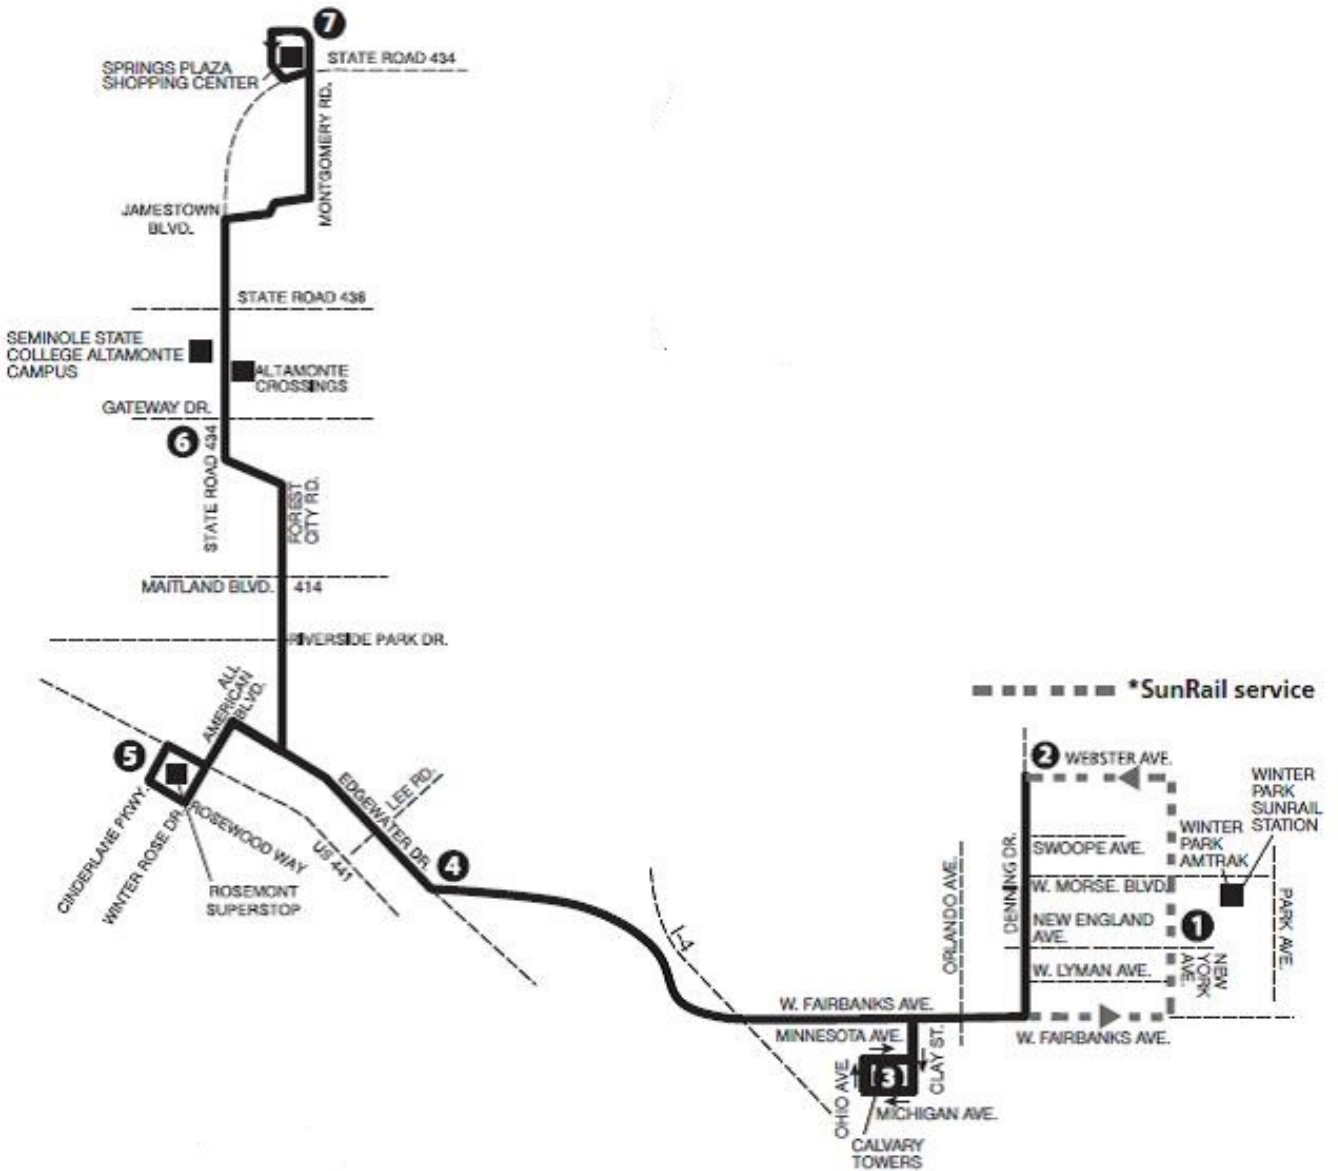 7
STATE ROAD 434
SPRINGS PLAZA
SHOPPING CENTER
MONTGOMERY RD.
JAMESTOWN
BLVD.
STATE ROAD 436
SEMINOLE STATE
COLLEGE ALTAMONTE
CAMPUS
ALTAMONTE
CROSSINGS
GATEWAY DR.
6
STATE ROAD 434
FOREST
CITY RD.
MAITLAND BLVD. 414
RIVERSIDE PARK DR.
ALL
AMERICAN
BLVD.
5
CINDERLANE PKWY.
WINTER ROSE DR.
ROSEWOOD WAY
ROSEMONT
SUPERSTOP
US 441
EDGEWATER DR.
LEE RD.
4
I-4
*SunRail service
2
WEBSTER AVE.
WINTER
PARK
SUNRAIL
STATION
WINTER
PARK
AMTRAK
SWOOPE AVE.
W. MORSE. BLVD.
NEW ENGLAND
AVE.
W. LYMAN AVE.
1
NEW
YORK
AVE.
PARK AVE.
DENNING DR.
ORLANDO AVE.
W. FAIRBANKS AVE.
W. FAIRBANKS AVE.
MINNESOTA AVE.
CLAY ST.
OHIO AVE.
3
MICHIGAN AVE.
CALVARY
TOWERS